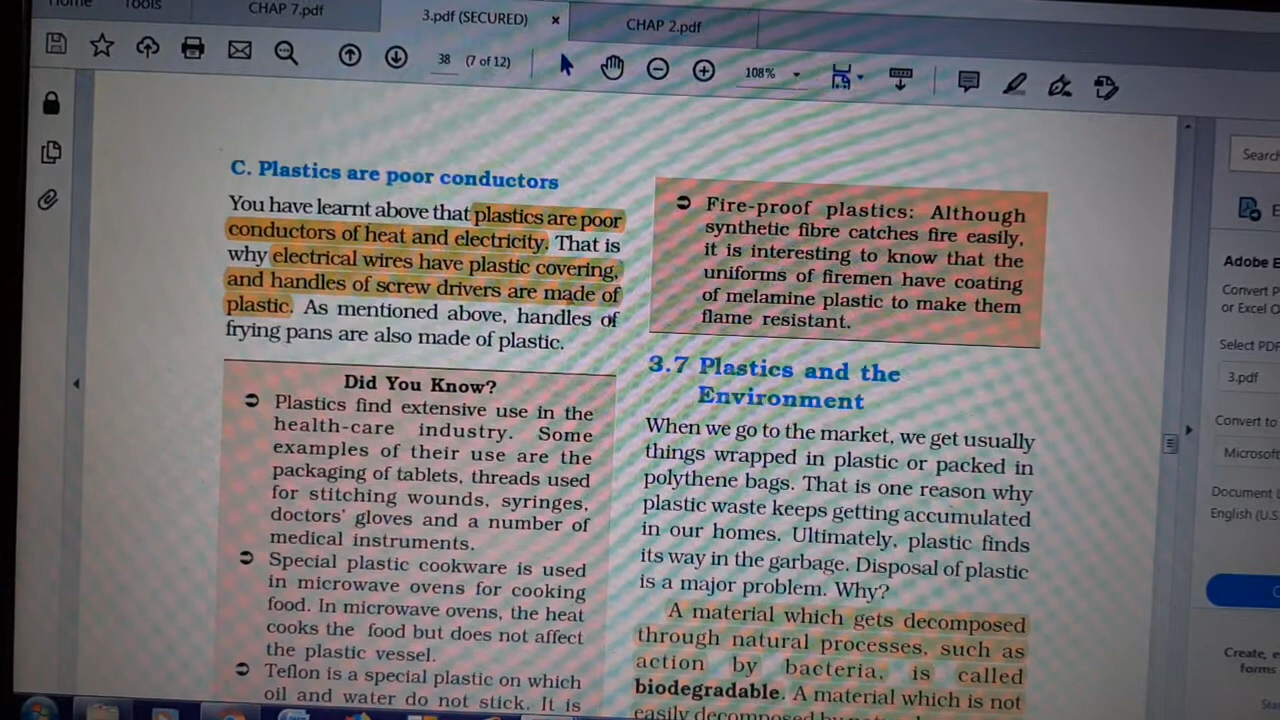 Home
Tools
CHAP 7.pdf
3.pdf (SECURED)
×
CHAP 2.pdf
38 (7 of 12)
108%
C. Plastics are poor conductors
You have learnt above that plastics are poor
conductors of heat and electricity. That is
why electrical wires have plastic covering,
and handles of screw drivers are made of
plastic. As mentioned above, handles of
frying pans are also made of plastic.
Did You Know?
Plastics find extensive use in the
health-care industry. Some
examples of their use are the
packaging of tablets, threads used
for stitching wounds, syringes,
doctors' gloves and a number of
medical instruments.
Special plastic cookware is used
in microwave ovens for cooking
food. In microwave ovens, the heat
cooks the food but does not affect
the plastic vessel.
Teflon is a special plastic on which
oil and water do not stick. It is
Fire-proof plastics: Although
synthetic fibre catches fire easily,
it is interesting to know that the
uniforms of firemen have coating
of melamine plastic to make them
flame resistant.
3.7 Plastics and the
Environment
When we go to the market, we get usually
things wrapped in plastic or packed in
polythene bags. That is one reason why
plastic waste keeps getting accumulated
in our homes. Ultimately, plastic finds
its way in the garbage. Disposal of plastic
is a major problem. Why?
A material which gets decomposed
through natural processes, such as
action by bacteria, is called
biodegradable. A material which is not
easily decomposed by
Search
Adobe E
Convert P
or Excel O
Select PDF
3.pdf
Convert to
Microsoft
Document L
English (U.S.
Create, e
forms